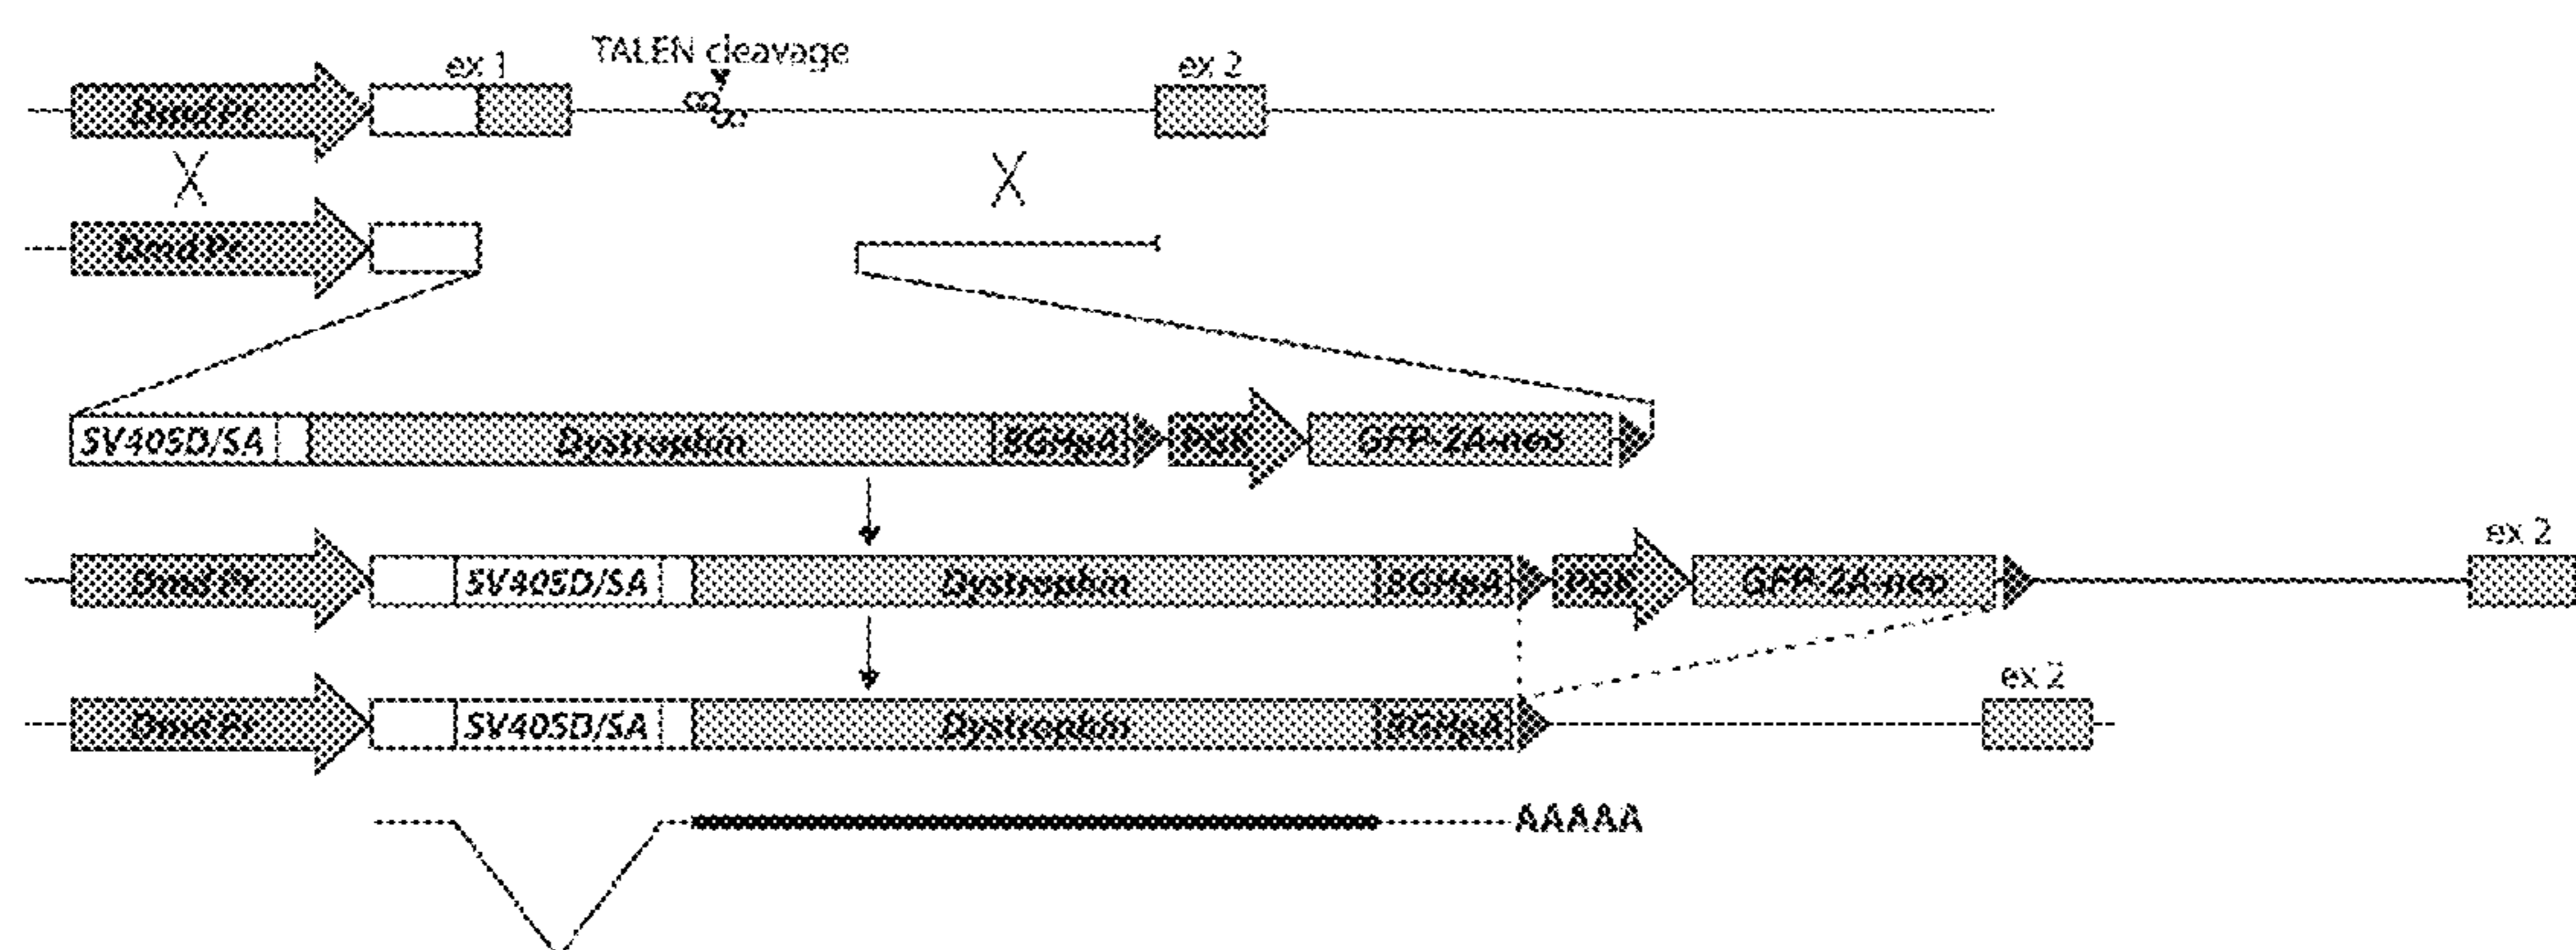 TALEN cleavage
ex 1 ex 2
Dmd Pr
Dmd Pr
SV40SD/SA Dystrophin BGHpA PGK GFP-2A-neo
ex 2
Dmd Pr SV40SD/SA Dystrophin BGHpA PGK GFP-2A-neo
ex 2
Dmd Pr SV40SD/SA Dystrophin BGHpA
AAAAA